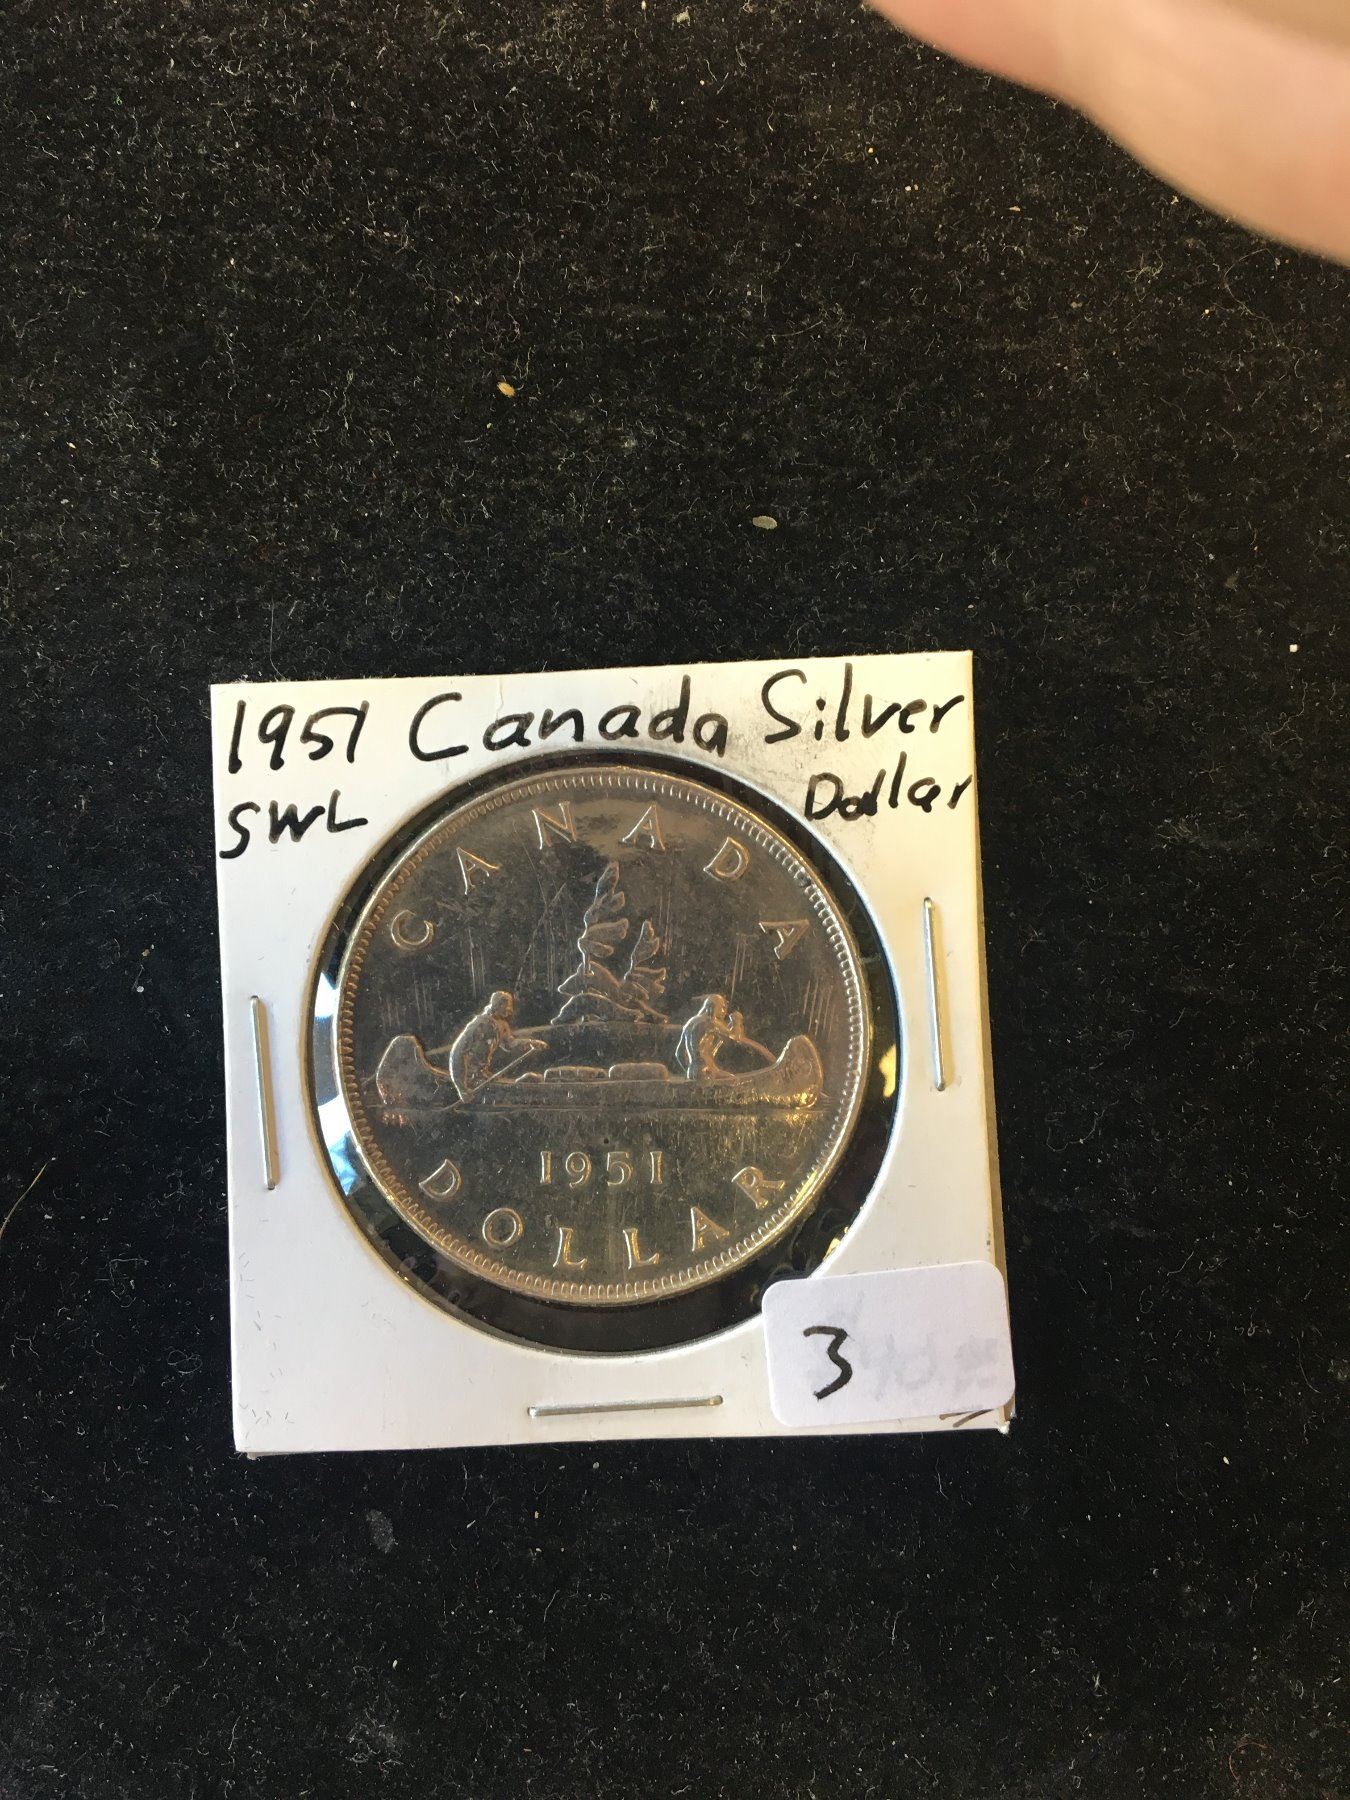 1951 Canada Silver
SWL Dollar
CANADA
1951
DOLLAR
3